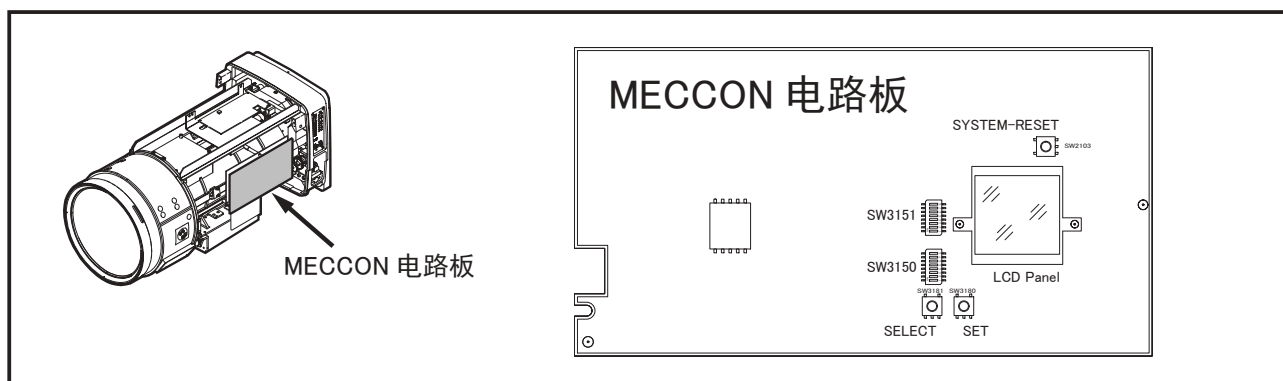 MECCON 电路板
MECCON 电路板
SYSTEM-RESET
SW2103
SW3151
SW3150
LCD Panel
SW3181 SW3180
SELECT SET